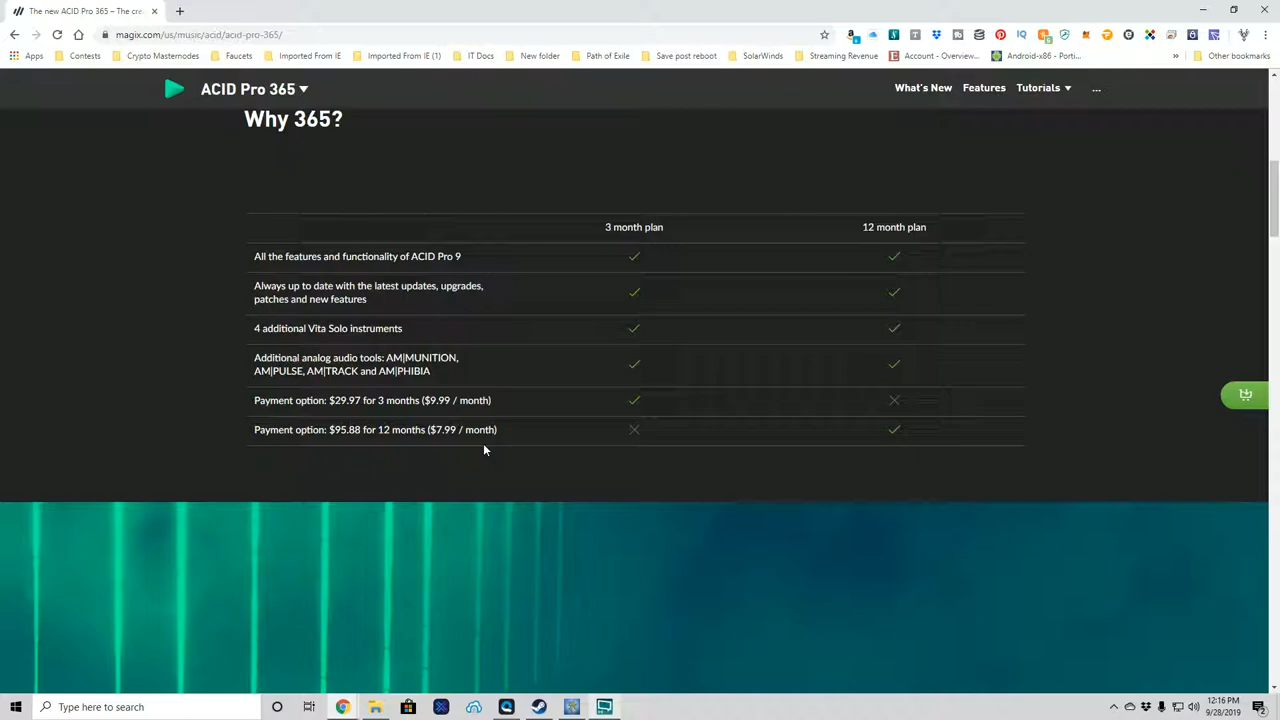 The new ACID Pro 365 – The cre
magix.com/us/music/acid/acid-pro-365/
Apps
Contests
Crypto Masternodes
Faucets
Imported From IE
Imported From IE (1)
IT Docs
New folder
Path of Exile
Save post reboot
SolarWinds
Streaming Revenue
Account - Overview...
Android-x86 - Porti...
»
Other bookmarks
ACID Pro 365
What's New
Features
Tutorials
...
Why 365?
3 month plan
12 month plan
All the features and functionality of ACID Pro 9
Always up to date with the latest updates, upgrades,
patches and new features
4 additional Vita Solo instruments
Additional analog audio tools: AM|MUNITION,
AM|PULSE, AM|TRACK and AM|PHIBIA
Payment option: $29.97 for 3 months ($9.99 / month)
Payment option: $95.88 for 12 months ($7.99 / month)
Type here to search
12:16 PM
9/28/2019
2